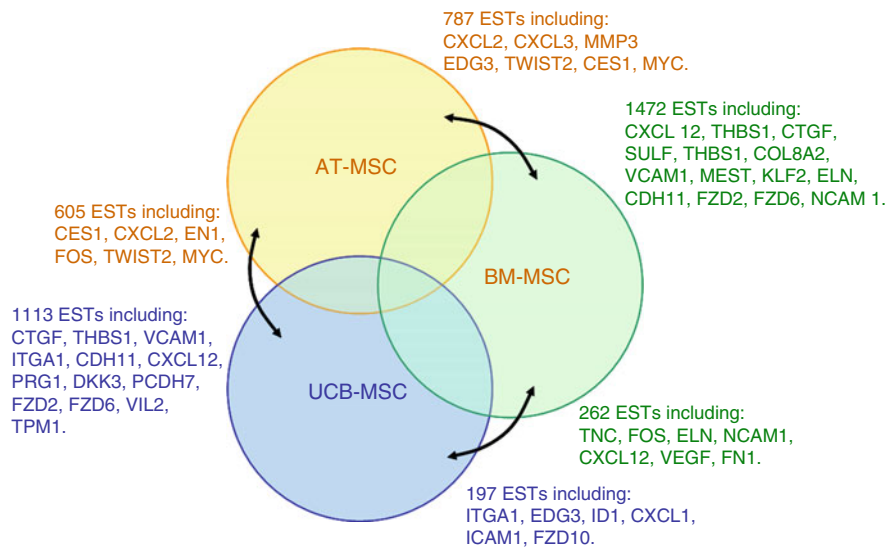 787 ESTs including:
CXCL2, CXCL3, MMP3
EDG3, TWIST2, CES1, MYC.
1472 ESTs including:
CXCL 12, THBS1, CTGF,
SULF, THBS1, COL8A2,
VCAM1, MEST, KLF2, ELN,
CDH11, FZD2, FZD6, NCAM 1.
AT-MSC
605 ESTs including:
CES1, CXCL2, EN1,
FOS, TWIST2, MYC.
BM-MSC
1113 ESTs including:
CTGF, THBS1, VCAM1,
ITGA1, CDH11, CXCL12,
PRG1, DKK3, PCDH7,
FZD2, FZD6, VIL2,
TPM1.
UCB-MSC
262 ESTs including:
TNC, FOS, ELN, NCAM1,
CXCL12, VEGF, FN1.
197 ESTs including:
ITGA1, EDG3, ID1, CXCL1,
ICAM1, FZD10.